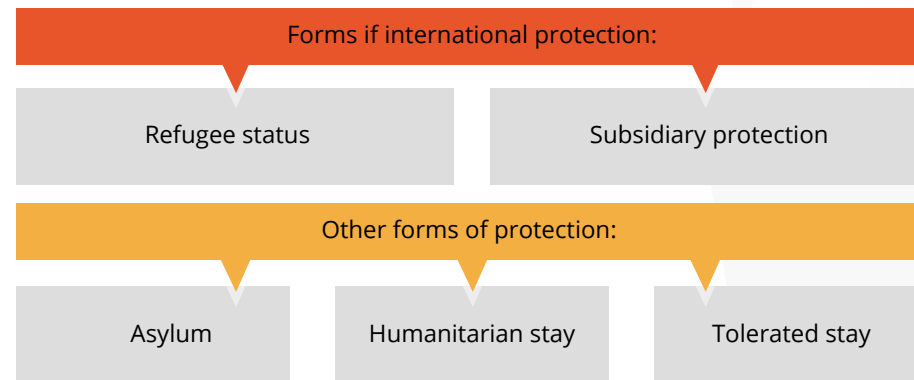 Forms if international protection:
Refugee status
Subsidiary protection
Other forms of protection:
Asylum
Humanitarian stay
Tolerated stay